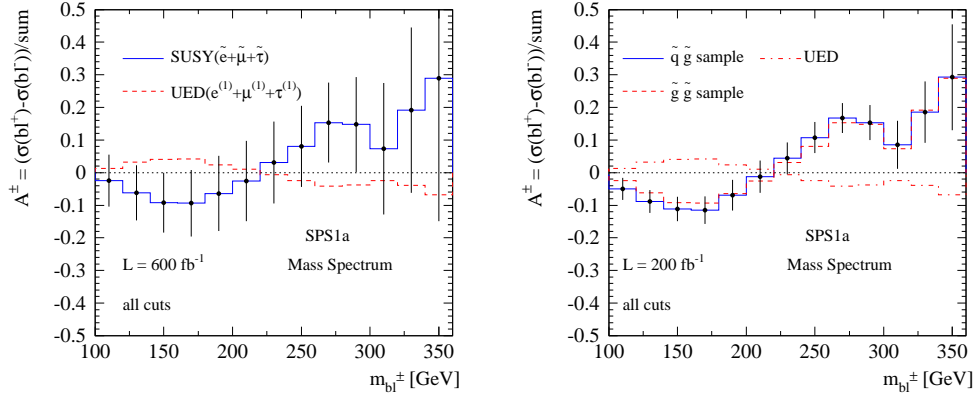 A± = (σ(bl⁺)-σ(bl⁻))/sum
0.5
0.4
0.3
0.2
0.1
0
-0.1
-0.2
-0.3
-0.4
-0.5
SUSY(ẽ+μ̃+τ̃)
UED(e⁽¹⁾+μ⁽¹⁾+τ⁽¹⁾)
SPS1a
L = 600 fb⁻¹
Mass Spectrum
all cuts
100 150 200 250 300 350
m_bl± [GeV]
A± = (σ(bl⁺)-σ(bl⁻))/sum
0.5
0.4
0.3
0.2
0.1
0
-0.1
-0.2
-0.3
-0.4
-0.5
q̃ g̃ sample
UED
g̃ g̃ sample
SPS1a
L = 200 fb⁻¹
Mass Spectrum
all cuts
100 150 200 250 300 350
m_bl± [GeV]